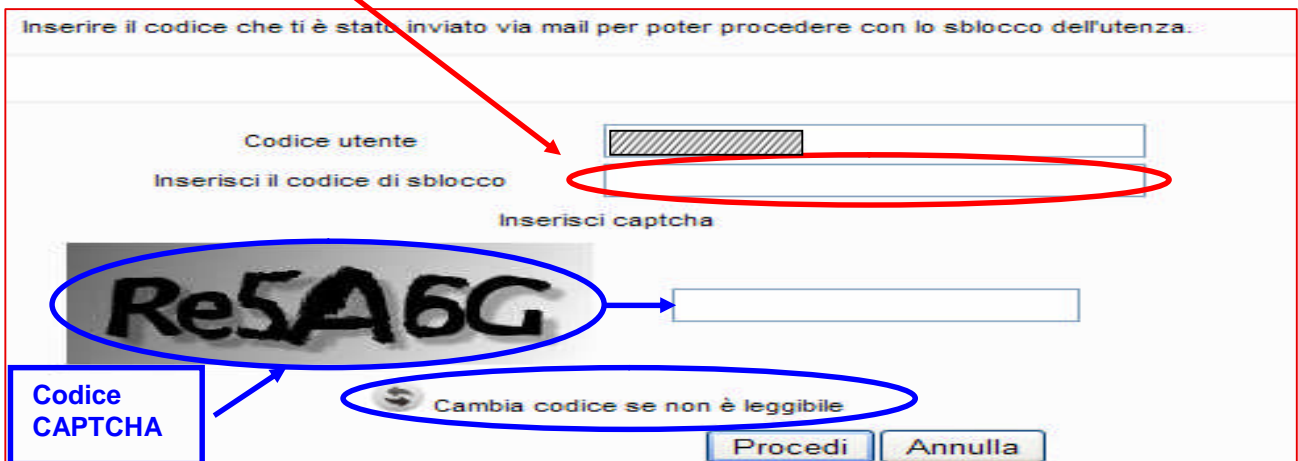 Inserire il codice che ti è stato inviato via mail per poter procedere con lo sblocco dell'utenza.
Codice utente
Inserisci il codice di sblocco
Inserisci captcha
Re5A6G
Codice
CAPTCHA
Cambia codice se non è leggibile
Procedi Annulla